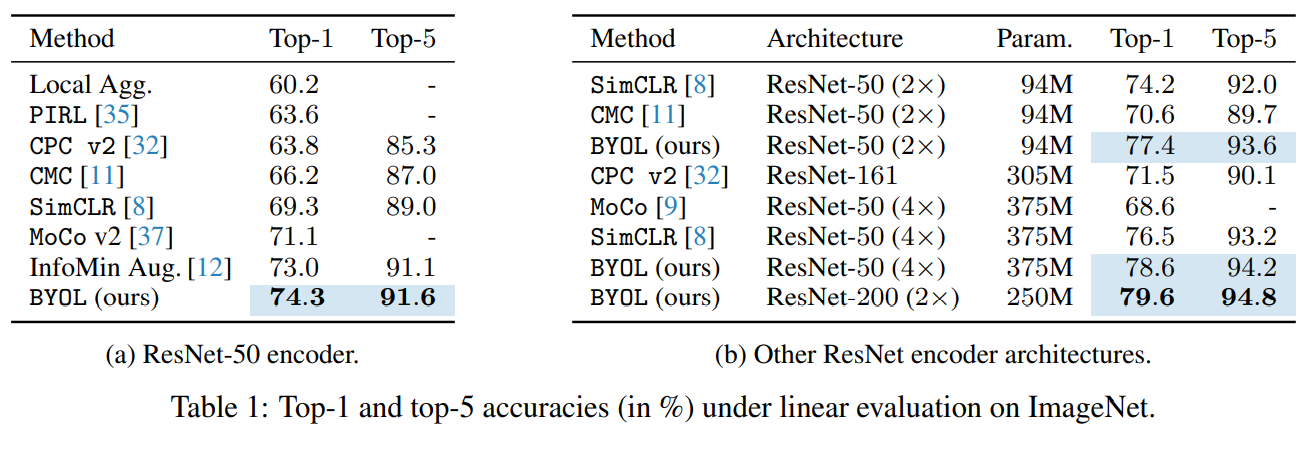 Method Top-1 Top-5
Local Agg. 60.2 -
PIRL [35] 63.6 -
CPC v2 [32] 63.8 85.3
CMC [11] 66.2 87.0
SimCLR [8] 69.3 89.0
MoCo v2 [37] 71.1 -
InfoMin Aug. [12] 73.0 91.1
BYOL (ours) 74.3 91.6
(a) ResNet-50 encoder.
Method Architecture Param. Top-1 Top-5
SimCLR [8] ResNet-50 (2×) 94M 74.2 92.0
CMC [11] ResNet-50 (2×) 94M 70.6 89.7
BYOL (ours) ResNet-50 (2×) 94M 77.4 93.6
CPC v2 [32] ResNet-161 305M 71.5 90.1
MoCo [9] ResNet-50 (4×) 375M 68.6 -
SimCLR [8] ResNet-50 (4×) 375M 76.5 93.2
BYOL (ours) ResNet-50 (4×) 375M 78.6 94.2
BYOL (ours) ResNet-200 (2×) 250M 79.6 94.8
(b) Other ResNet encoder architectures.
Table 1: Top-1 and top-5 accuracies (in %) under linear evaluation on ImageNet.